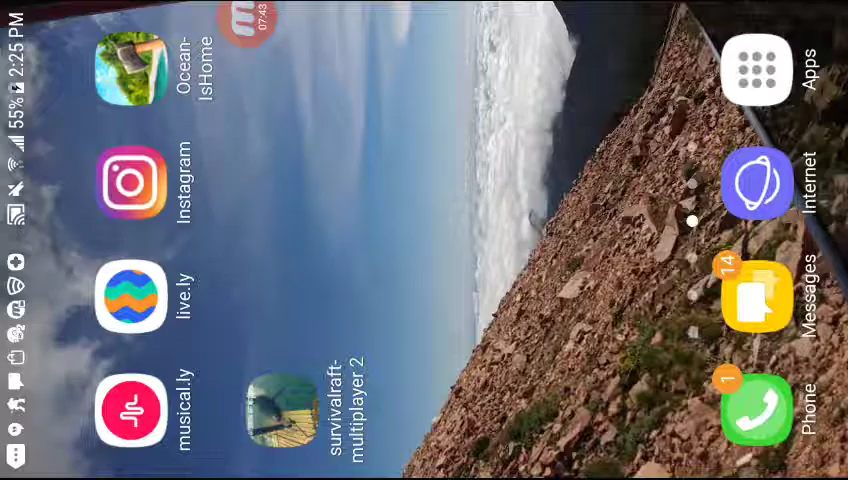 55% 2:25 PM
07:43
musical.ly
live.ly
Instagram
Ocean-
IsHome
survivalraft-
multiplayer 2
1
14
Phone
Messages
Internet
Apps